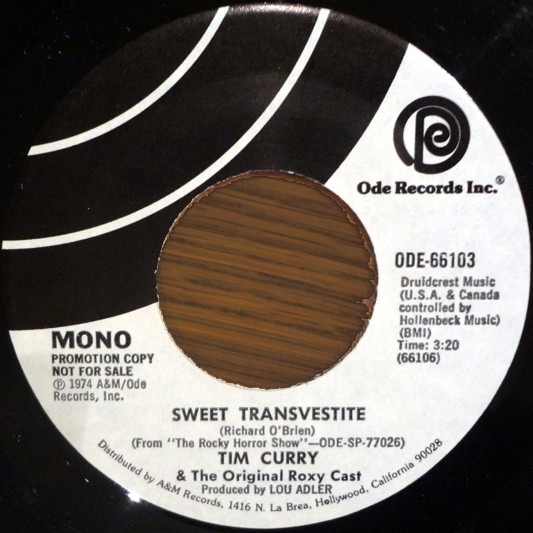 Ode Records Inc.®
ODE-66103
Druidcrest Music
(U.S.A. & Canada
controlled by
Hollenbeck Music)
(BMI)
Time: 3:20
(66106)
MONO
PROMOTION COPY
NOT FOR SALE
℗ 1974 A&M/Ode
Records, Inc.
SWEET TRANSVESTITE
(Richard O'Brien)
(From "The Rocky Horror Show"—ODE-SP-77026)
TIM CURRY
& The Original Roxy Cast
Produced by LOU ADLER
Distributed by A&M Records, 1416 N. La Brea, Hollywood, California 90028